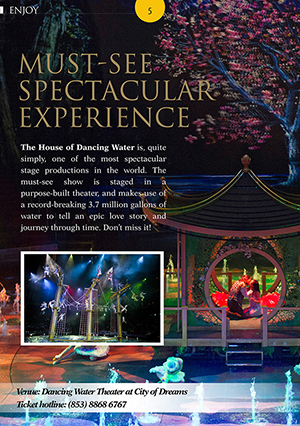 ENJOY
5
MUST-SEE
SPECTACULAR
EXPERIENCE
The House of Dancing Water is, quite
simply, one of the most spectacular
stage productions in the world. The
must-see show is staged in a
purpose-built theater, and makes use of
a record-breaking 3.7 million gallons of
water to tell an epic love story and
journey through time. Don't miss it!
Venue: Dancing Water Theater at City of Dreams
Ticket hotline: (853) 8868 6767